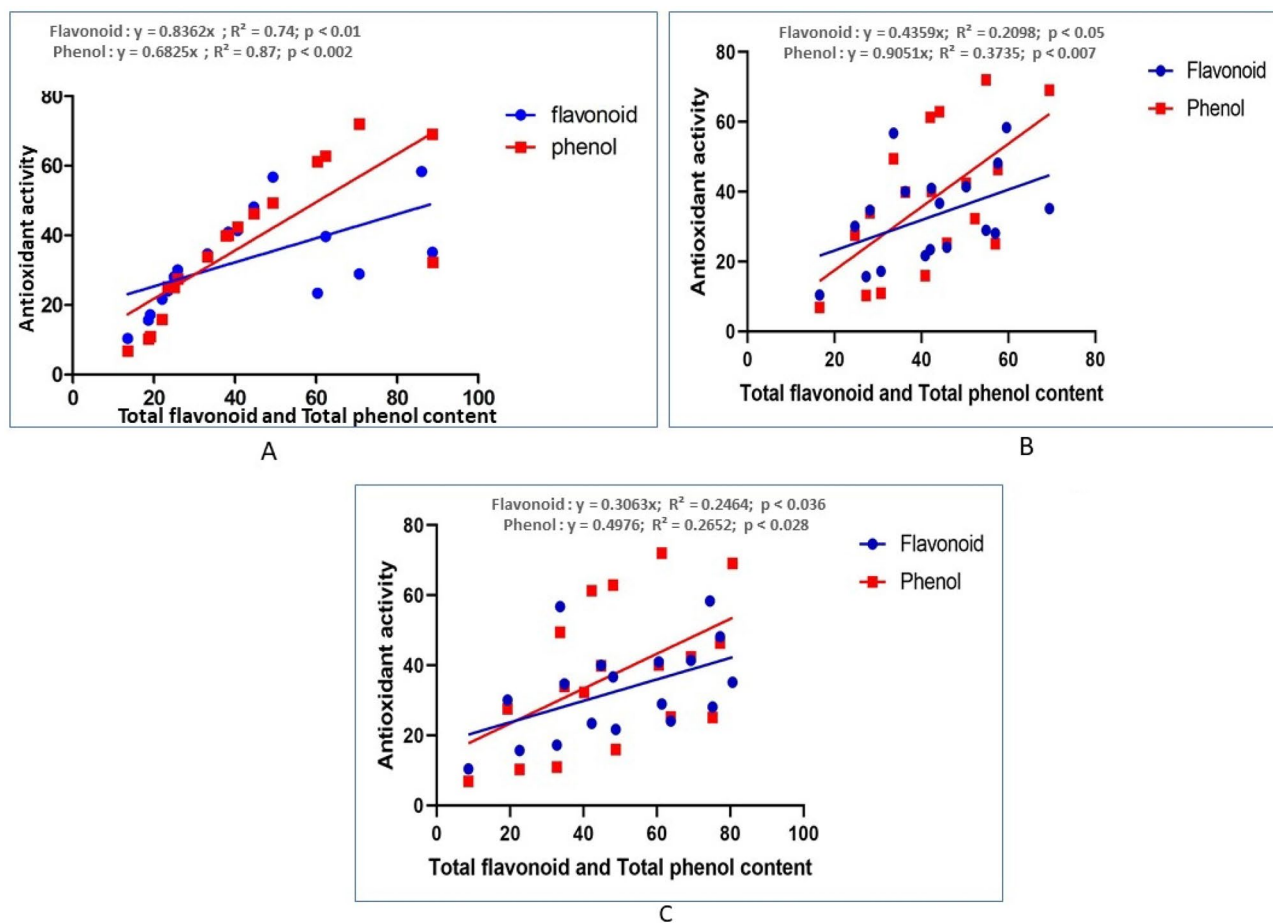 Flavonoid : y = 0.8362x ; R² = 0.74; p < 0.01
Phenol : y = 0.6825x ; R² = 0.87; p < 0.002
80
60
40
20
0
Antioxidant activity
flavonoid
phenol
0 20 40 60 80 100
Total flavonoid and Total phenol content
A
Flavonoid : y = 0.4359x; R² = 0.2098; p < 0.05
Phenol : y = 0.9051x; R² = 0.3735; p < 0.007
80
60
40
20
0
Antioxidant activity
Flavonoid
Phenol
0 20 40 60 80
Total flavonoid and Total phenol content
B
Flavonoid : y = 0.3063x; R² = 0.2464; p < 0.036
Phenol : y = 0.4976; R² = 0.2652; p < 0.028
80
60
40
20
0
Antioxidant activity
Flavonoid
Phenol
0 20 40 60 80 100
Total flavonoid and Total phenol content
C